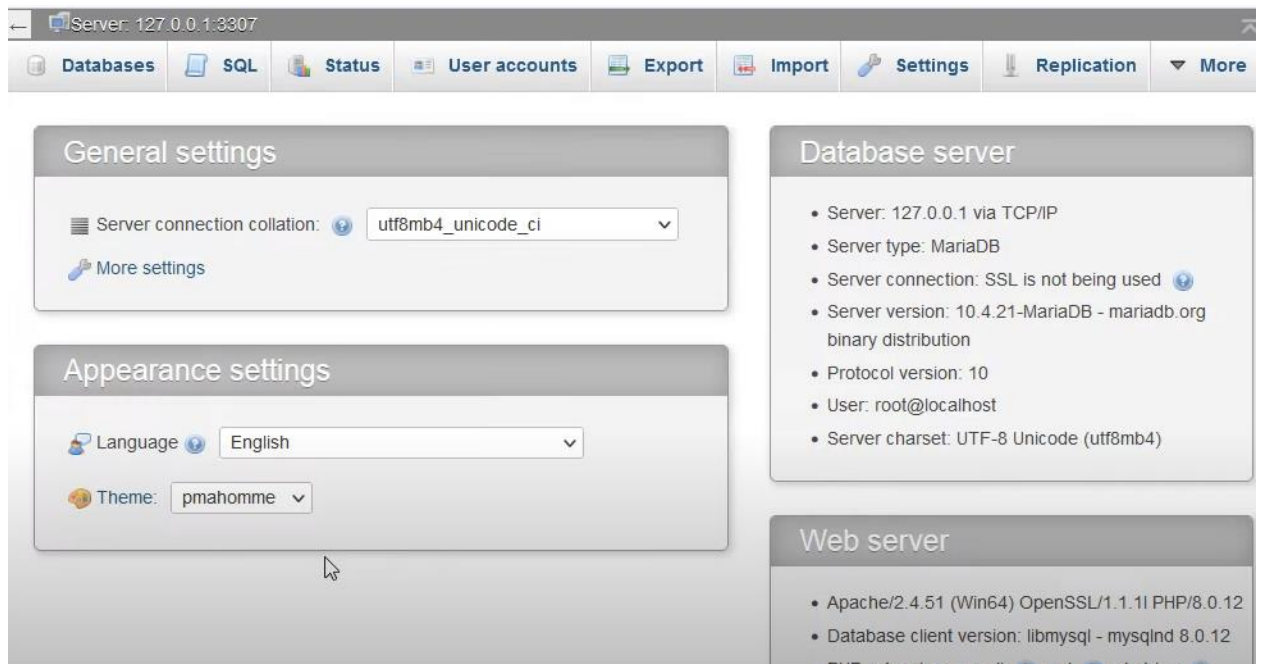 Server: 127.0.0.1:3307
Databases SQL Status User accounts Export Import Settings Replication More
General settings
Server connection collation: utf8mb4_unicode_ci
More settings
Appearance settings
Language English
Theme: pmahomme
Database server
Server: 127.0.0.1 via TCP/IP
Server type: MariaDB
Server connection: SSL is not being used
Server version: 10.4.21-MariaDB - mariadb.org
binary distribution
Protocol version: 10
User: root@localhost
Server charset: UTF-8 Unicode (utf8mb4)
Web server
Apache/2.4.51 (Win64) OpenSSL/1.1.1l PHP/8.0.12
Database client version: libmysql - mysqlnd 8.0.12